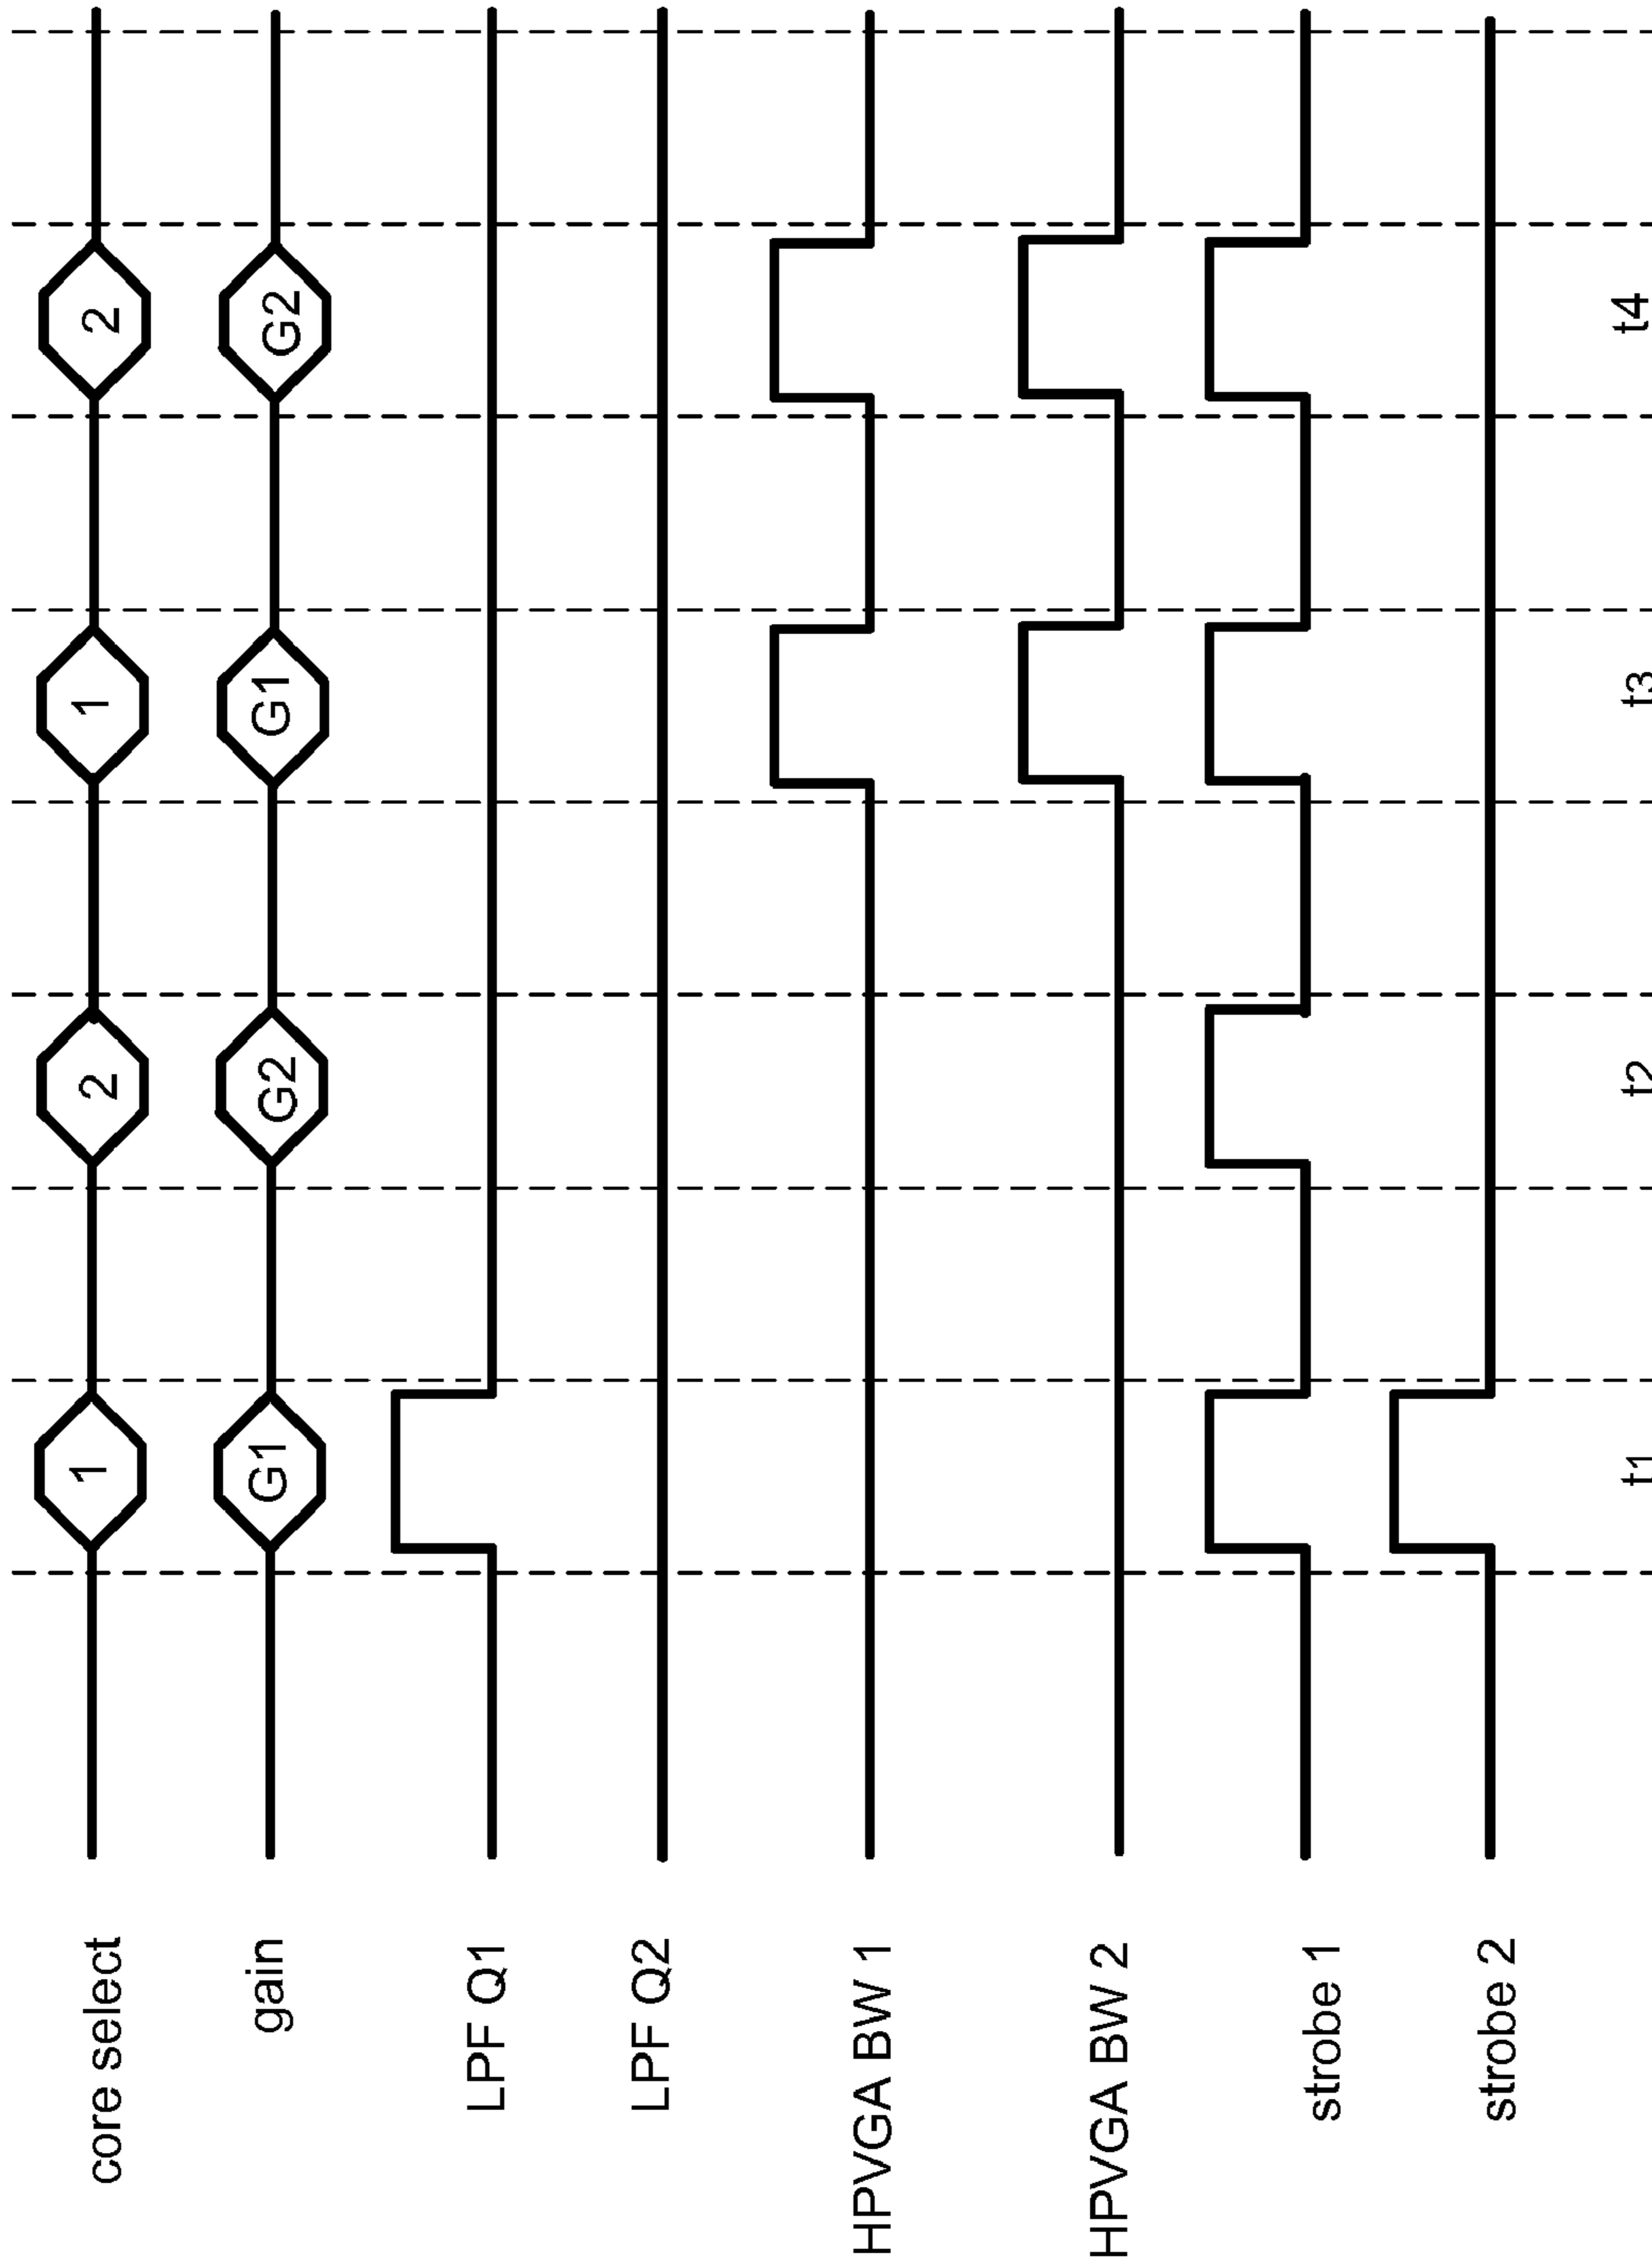 core select
1
2
1
2
gain
G1
G2
G1
G2
LPF Q1
LPF Q2
HPVGA BW 1
HPVGA BW 2
strobe 1
strobe 2
t1
t2
t3
t4